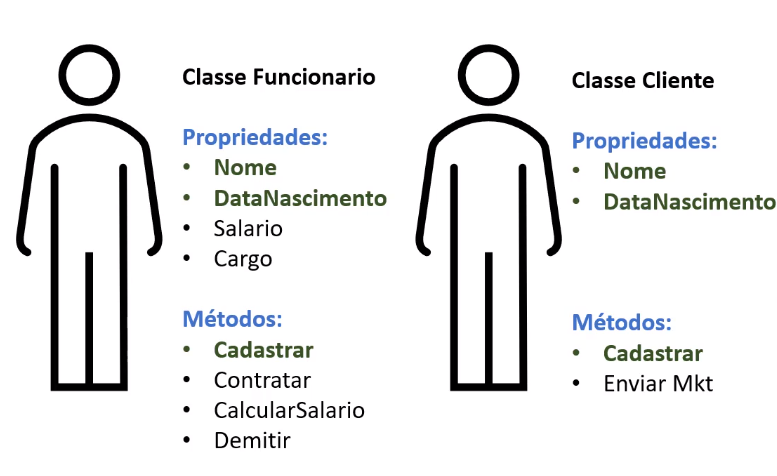 Classe Funcionario
Propriedades:
• Nome
• DataNascimento
• Salario
• Cargo
Métodos:
• Cadastrar
• Contratar
• CalcularSalario
• Demitir
Classe Cliente
Propriedades:
• Nome
• DataNascimento
Métodos:
• Cadastrar
• Enviar Mkt